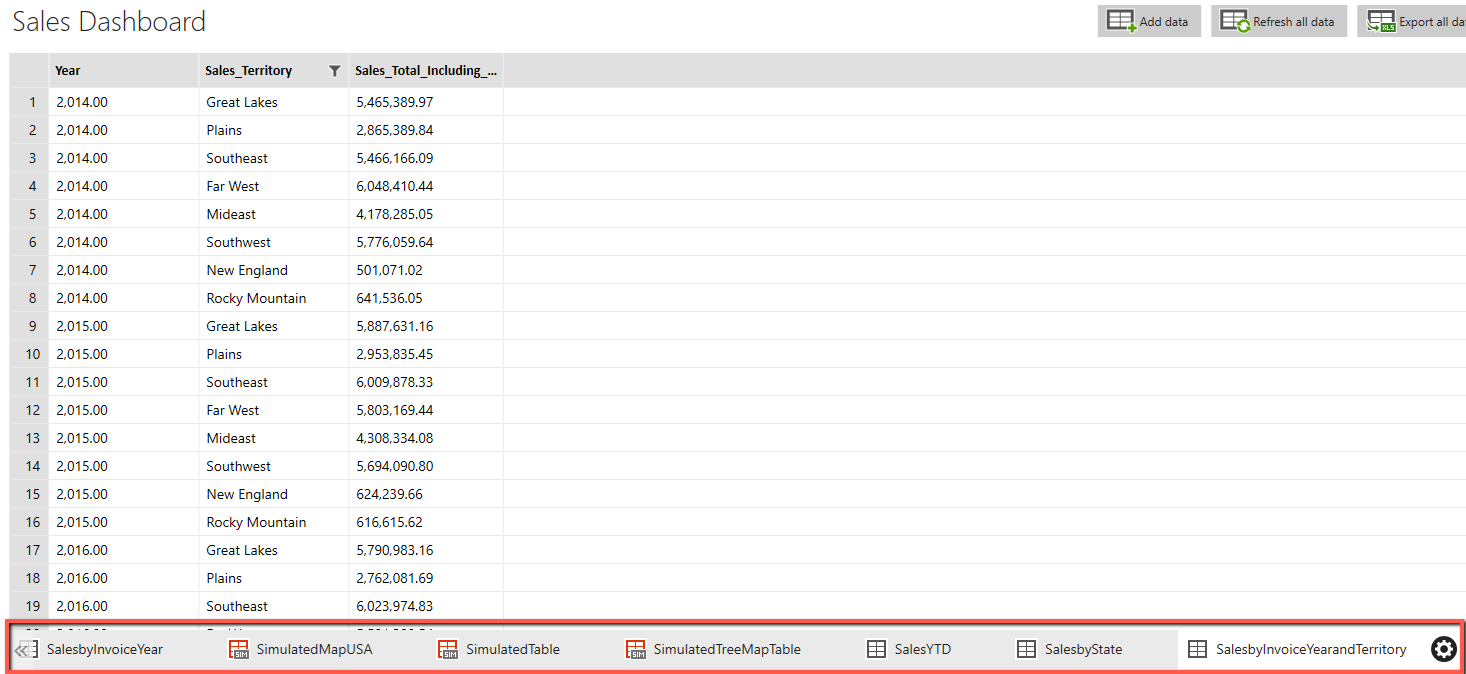 Sales Dashboard
Add data
Refresh all data
XLS Export all da
Year Sales_Territory Sales_Total_Including_...
1 2,014.00 Great Lakes 5,465,389.97
2 2,014.00 Plains 2,865,389.84
3 2,014.00 Southeast 5,466,166.09
4 2,014.00 Far West 6,048,410.44
5 2,014.00 Mideast 4,178,285.05
6 2,014.00 Southwest 5,776,059.64
7 2,014.00 New England 501,071.02
8 2,014.00 Rocky Mountain 641,536.05
9 2,015.00 Great Lakes 5,887,631.16
10 2,015.00 Plains 2,953,835.45
11 2,015.00 Southeast 6,009,878.33
12 2,015.00 Far West 5,803,169.44
13 2,015.00 Mideast 4,308,334.08
14 2,015.00 Southwest 5,694,090.80
15 2,015.00 New England 624,239.66
16 2,015.00 Rocky Mountain 616,615.62
17 2,016.00 Great Lakes 5,790,983.16
18 2,016.00 Plains 2,762,081.69
19 2,016.00 Southeast 6,023,974.83
SalesbyInvoiceYear SIM SimulatedMapUSA SIM SimulatedTable SIM SimulatedTreeMapTable SalesYTD SalesbyState SalesbyInvoiceYearandTerritory